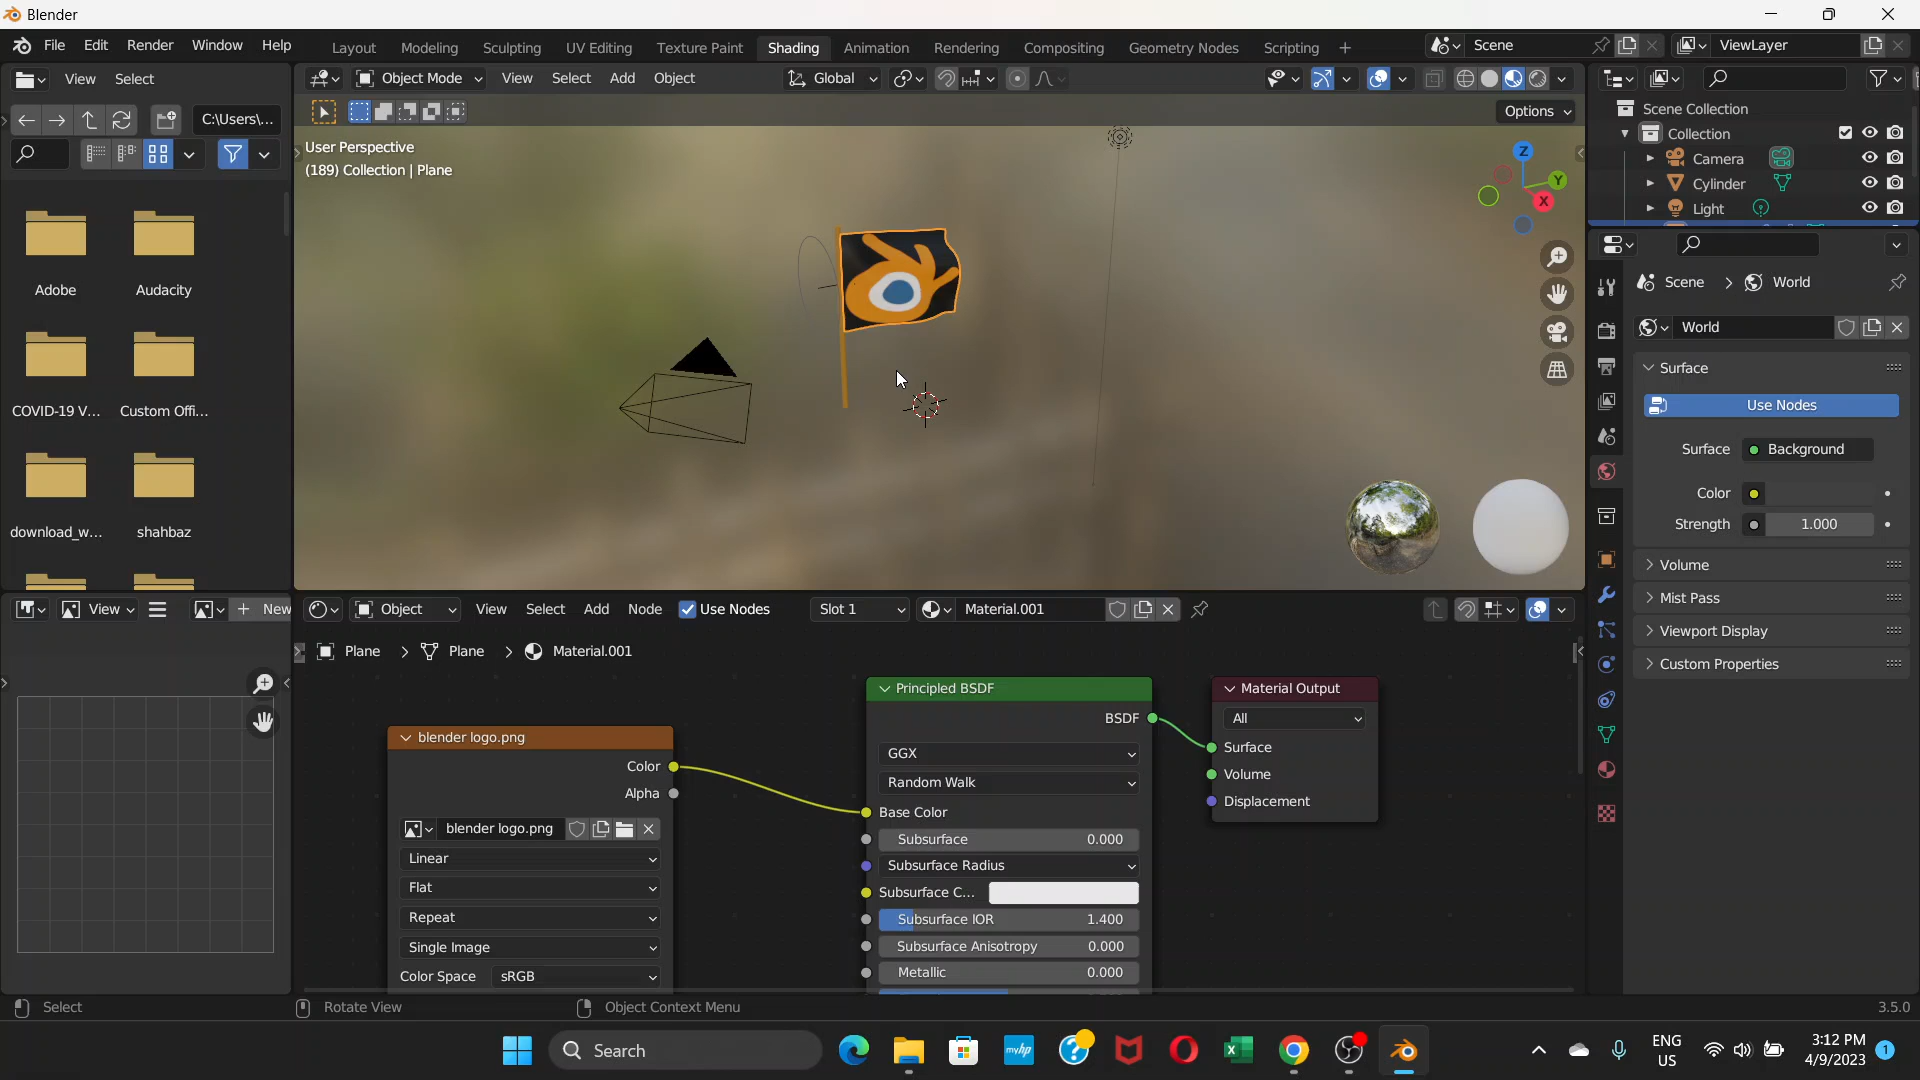 Blender
File Edit Render Window Help
Layout Modeling Sculpting UV Editing Texture Paint Shading Animation Rendering Compositing Geometry Nodes Scripting +
Scene
ViewLayer
View Select
C:\Users\...
Adobe
Audacity
COVID-19 V...
Custom Offi...
download_w...
shahbaz
Object Mode View Select Add Object
Global
Options
User Perspective
(189) Collection | Plane
Z
Y
X
Scene Collection
Collection
Camera
Cylinder
Light
Scene > World
World
Surface
Use Nodes
Surface Background
Color
Strength 1.000
Volume
Mist Pass
Viewport Display
Custom Properties
View
+ New
Object View Select Add Node Use Nodes Slot 1 Material.001
Plane > Plane > Material.001
blender logo.png
Color
Alpha
blender logo.png
Linear
Flat
Repeat
Single Image
Color Space sRGB
Principled BSDF
BSDF
GGX
Random Walk
Base Color
Subsurface 0.000
Subsurface Radius
Subsurface C...
Subsurface IOR 1.400
Subsurface Anisotropy 0.000
Metallic 0.000
Material Output
All
Surface
Volume
Displacement
Select
Rotate View
Object Context Menu
3.5.0
Search
myhp
ENG
US
3:12 PM
4/9/2023
1